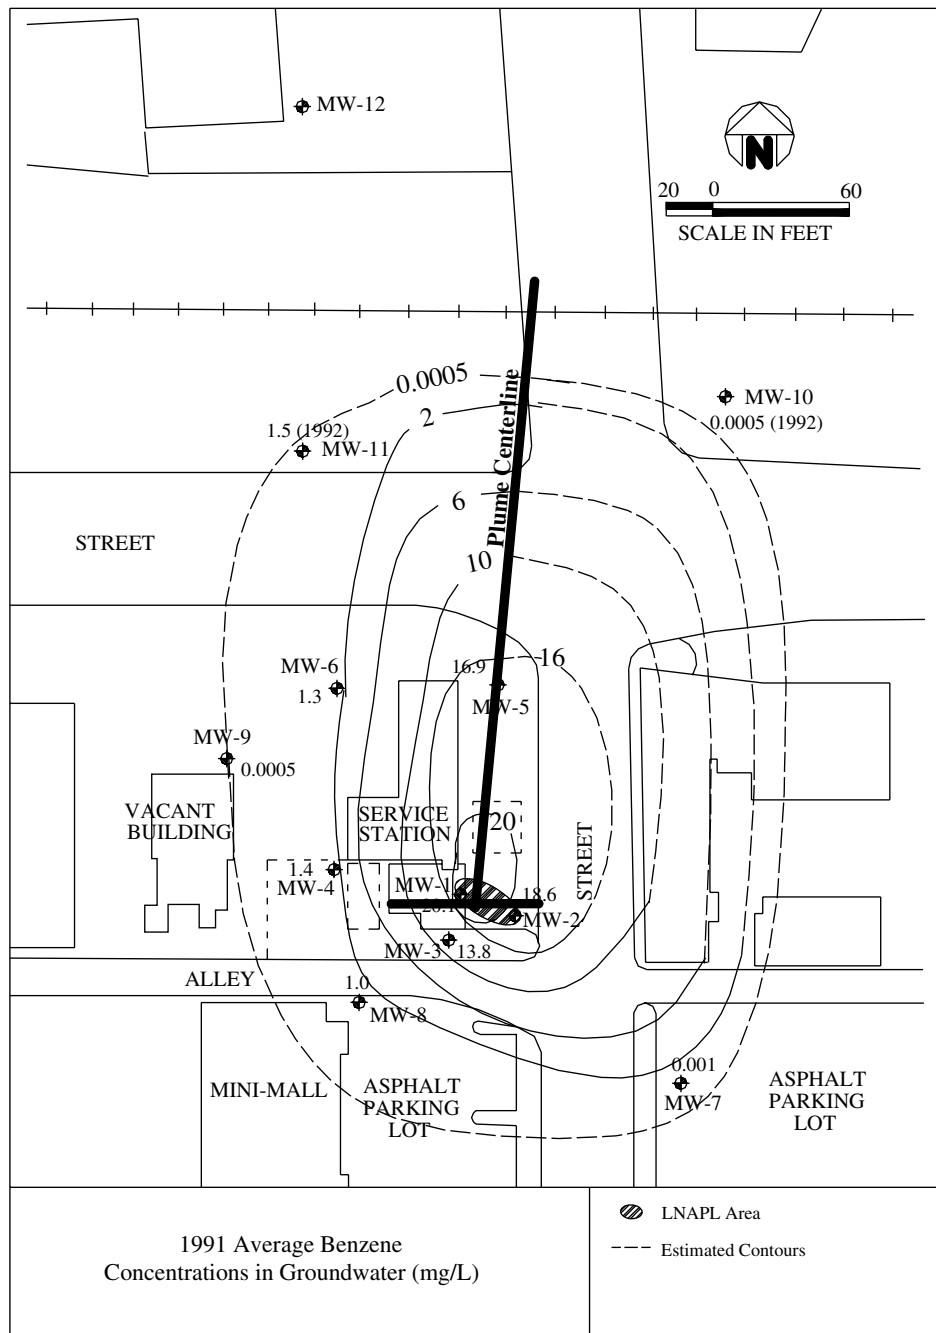 MW-12
N
20 0 60
SCALE IN FEET
0.0005
2
MW-10
0.0005 (1992)
1.5 (1992)
MW-11
Plume Centerline
6
STREET
10
MW-6
1.3
16.9
16
MW-5
MW-9
0.0005
VACANT
BUILDING
SERVICE
STATION
20
STREET
1.4
MW-4
MW-1
18.6
MW-2
MW-3
13.8
ALLEY
1.0
MW-8
0.001
MW-7
MINI-MALL
ASPHALT
PARKING
LOT
ASPHALT
PARKING
LOT
1991 Average Benzene
Concentrations in Groundwater (mg/L)
LNAPL Area
Estimated Contours